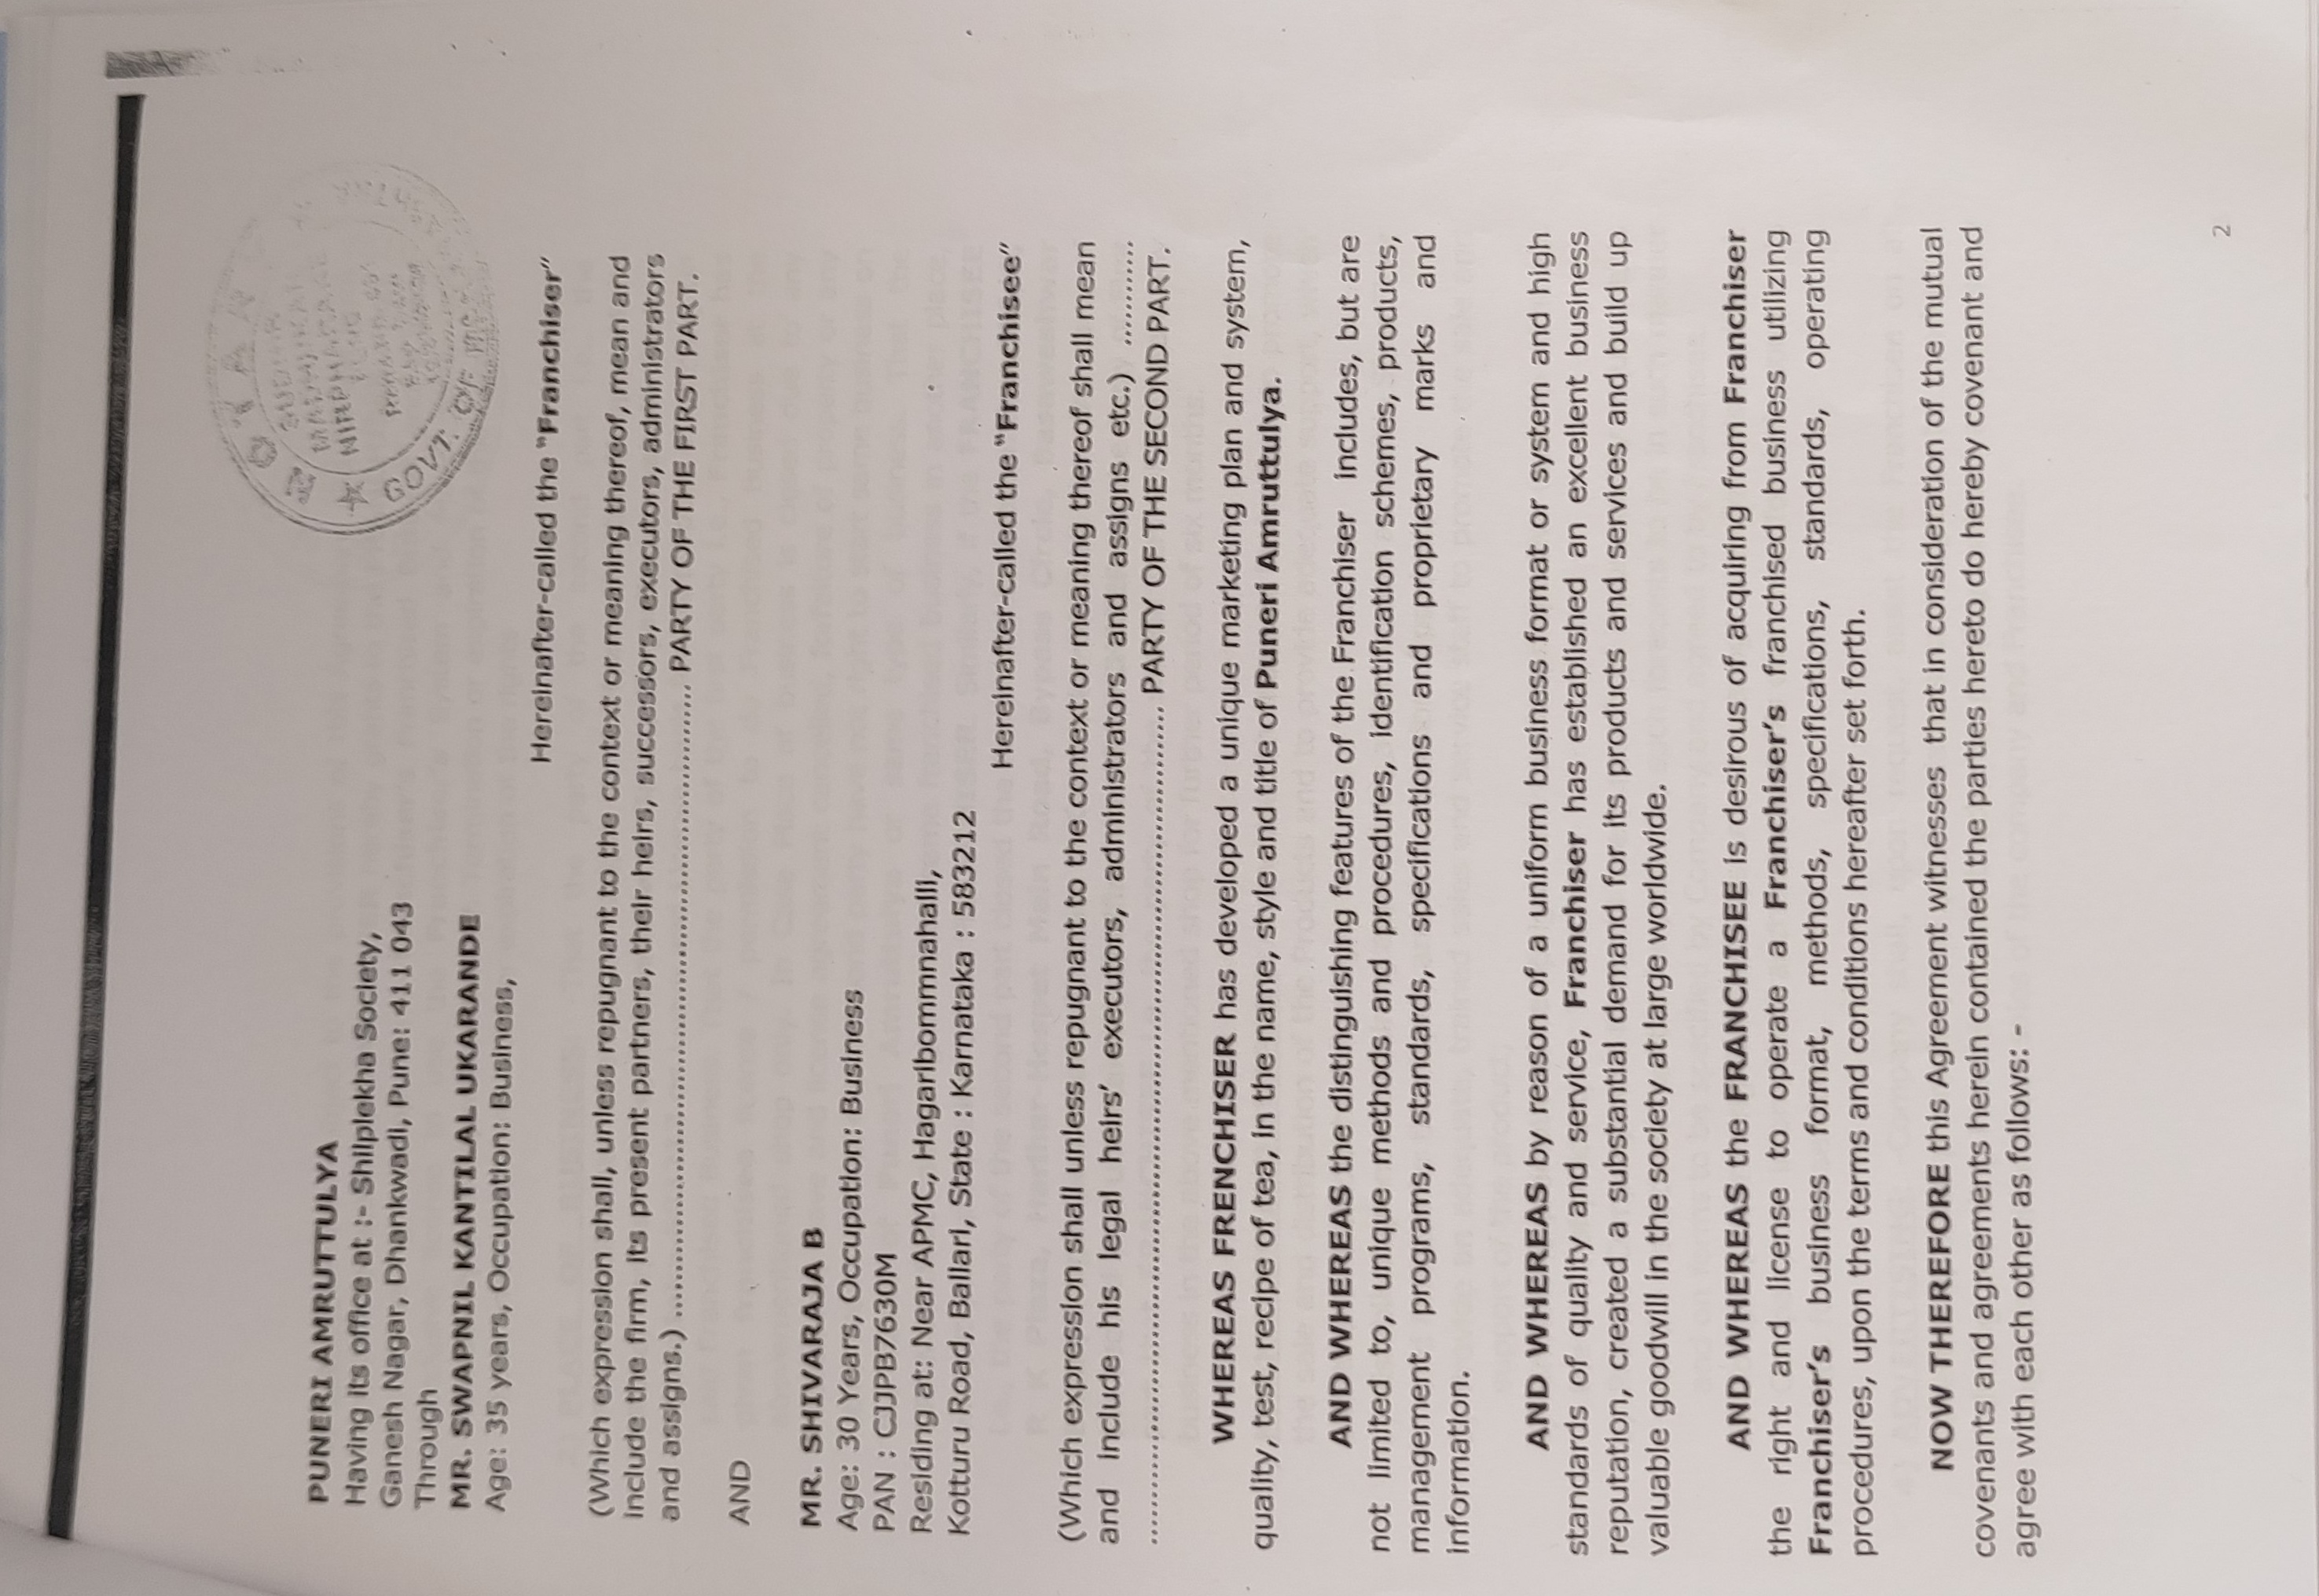 NOTAR
SUDHIR
MADHUKAR
GOVT. OF
PUNERI AMRUTTULYA
Having its office at :- Shilplekha Society,
Ganesh Nagar, Dhankwadi, Pune: 411 043
Through
MR. SWAPNIL KANTILAL UKARANDE
Age: 35 years, Occupation: Business,
Hereinafter-called the "Franchiser"
(Which expression shall, unless repugnant to the context or meaning thereof, mean and
include the firm, its present partners, their heirs, successors, executors, administrators
and assigns.) ...................................................................... PARTY OF THE FIRST PART.
AND
MR. SHIVARAJA B
Age: 30 Years, Occupation: Business
PAN : CJJPB7630M
Residing at: Near APMC, Hagaribommnahalli,
Kotturu Road, Ballari, State : Karnataka : 583212
Hereinafter-called the "Franchisee"
(Which expression shall unless repugnant to the context or meaning thereof shall mean
and include his legal heirs' executors, administrators and assigns etc.) ............
............................................................................................ PARTY OF THE SECOND PART.
WHEREAS FRENCHISER has developed a unique marketing plan and system,
quality, test, recipe of tea, in the name, style and title of Puneri Amruttulya.
AND WHEREAS the distinguishing features of the Franchiser includes, but are
not limited to, unique methods and procedures, identification schemes, products,
management programs, standards, specifications and proprietary marks and
information.
AND WHEREAS by reason of a uniform business format or system and high
standards of quality and service, Franchiser has established an excellent business
reputation, created a substantial demand for its products and services and build up
valuable goodwill in the society at large worldwide.
AND WHEREAS the FRANCHISEE is desirous of acquiring from Franchiser
the right and license to operate a Franchiser's franchised business utilizing
Franchiser's business format, methods, specifications, standards, operating
procedures, upon the terms and conditions hereafter set forth.
NOW THEREFORE this Agreement witnesses that in consideration of the mutual
covenants and agreements herein contained the parties hereto do hereby covenant and
agree with each other as follows: -
2